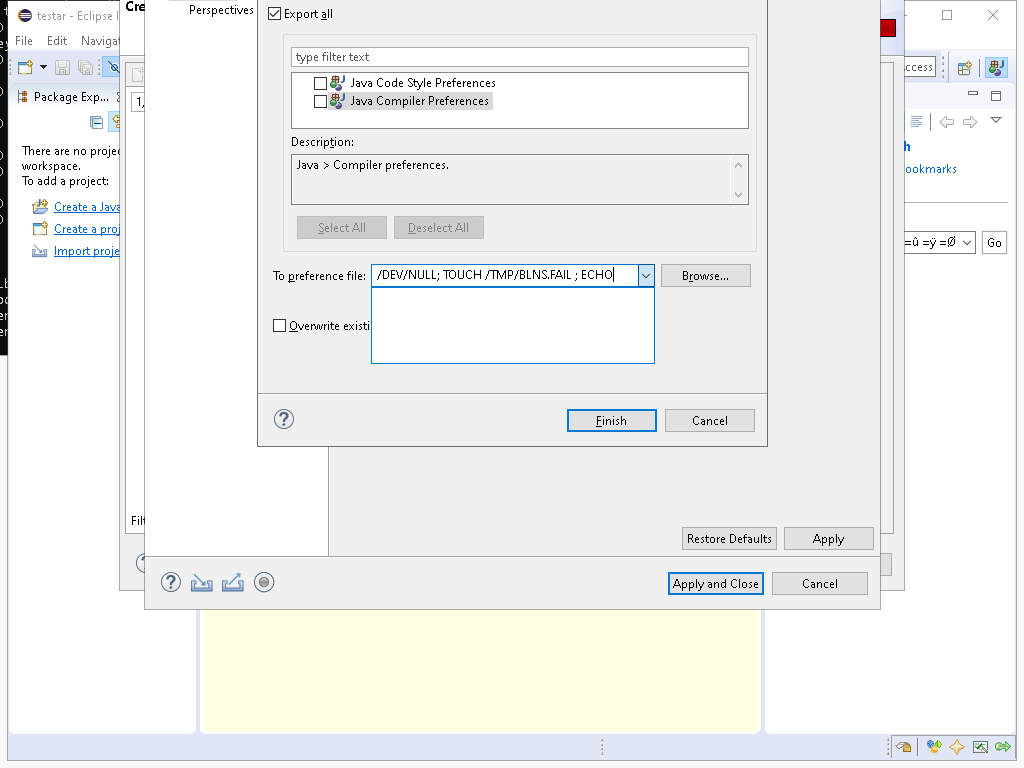 testar - Eclipse I
Cre
Perspectives
Export all
File Edit Naviga
type filter text
ccess
Java Code Style Preferences
Package Exp...
Java Compiler Preferences
1,
Description:
There are no proje
workspace.
To add a project:
Java > Compiler preferences.
h
ookmarks
Create a Java
Create a proj
Import proje
Select All
Deselect All
=û =ÿ =Ø
Go
To preference file:
/DEV/NULL; TOUCH /TMP/BLNS.FAIL ; ECHO
Browse...
Overwrite existi
Finish
Cancel
Filt
Restore Defaults
Apply
Apply and Close
Cancel